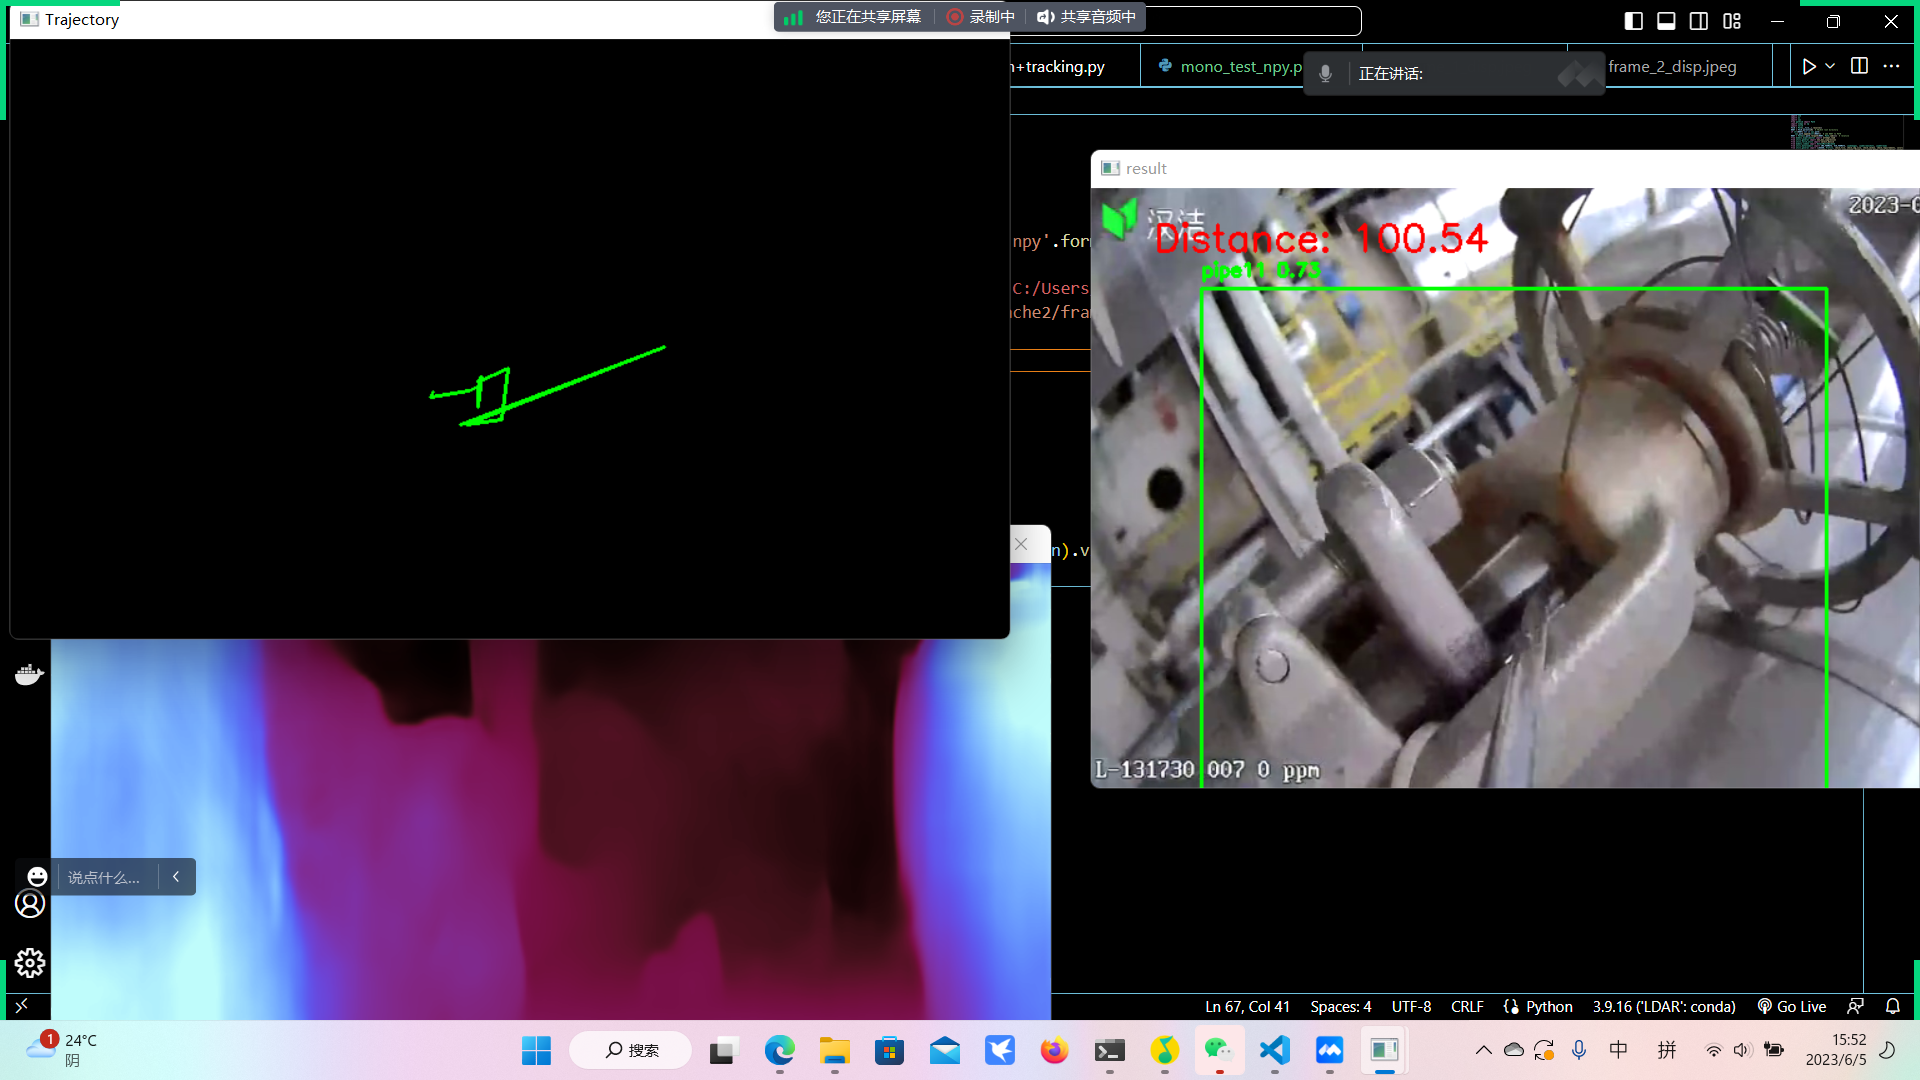 Trajectory
您正在共享屏幕
录制中
共享音频中
n+tracking.py
mono_test_npy.p
正在讲话:
frame_2_disp.jpeg
npy'.for
C:/Users
che2/fra
n).v
result
汉洁
2023-0
Distance: 100.54
pipe11 0.73
L-131730 007 0 ppm
说点什么...
Ln 67, Col 41
Spaces: 4
UTF-8
CRLF
Python
3.9.16 ('LDAR': conda)
Go Live
1
24°C
阴
搜索
中
拼
15:52
2023/6/5